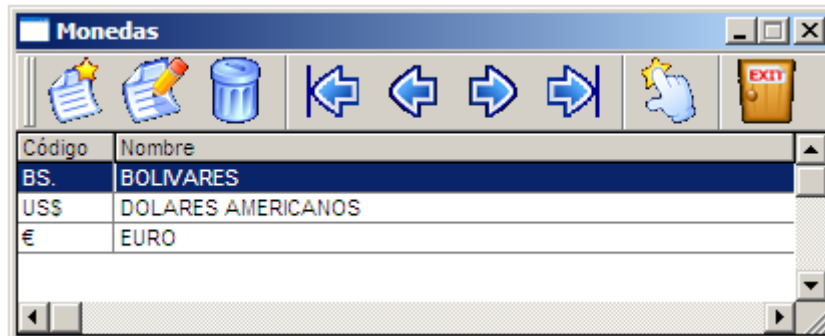 Monedas
EXIT
Código Nombre
BS. BOLIVARES
US$ DOLARES AMERICANOS
€ EURO